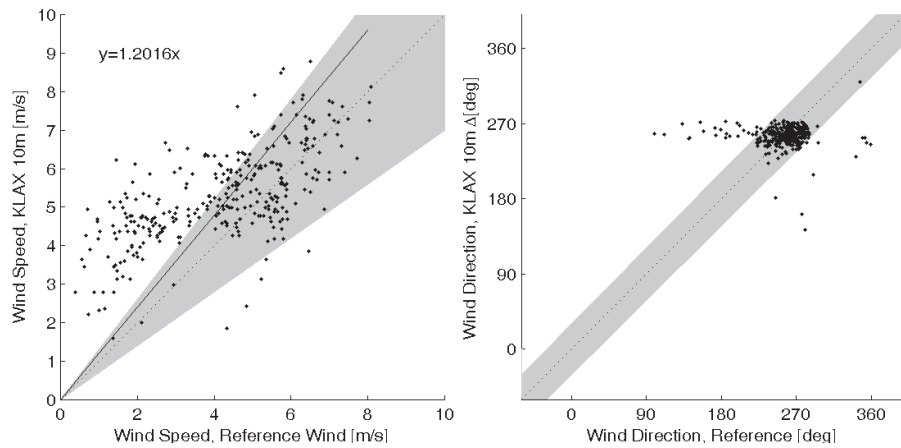 10
9
8
7
6
5
4
3
2
1
0
y=1.2016x
Wind Speed, KLAX 10m [m/s]
0 2 4 6 8 10
Wind Speed, Reference Wind [m/s]
360
270
180
90
0
Wind Direction, KLAX 10m Δ[deg]
0 90 180 270 360
Wind Direction, Reference [deg]